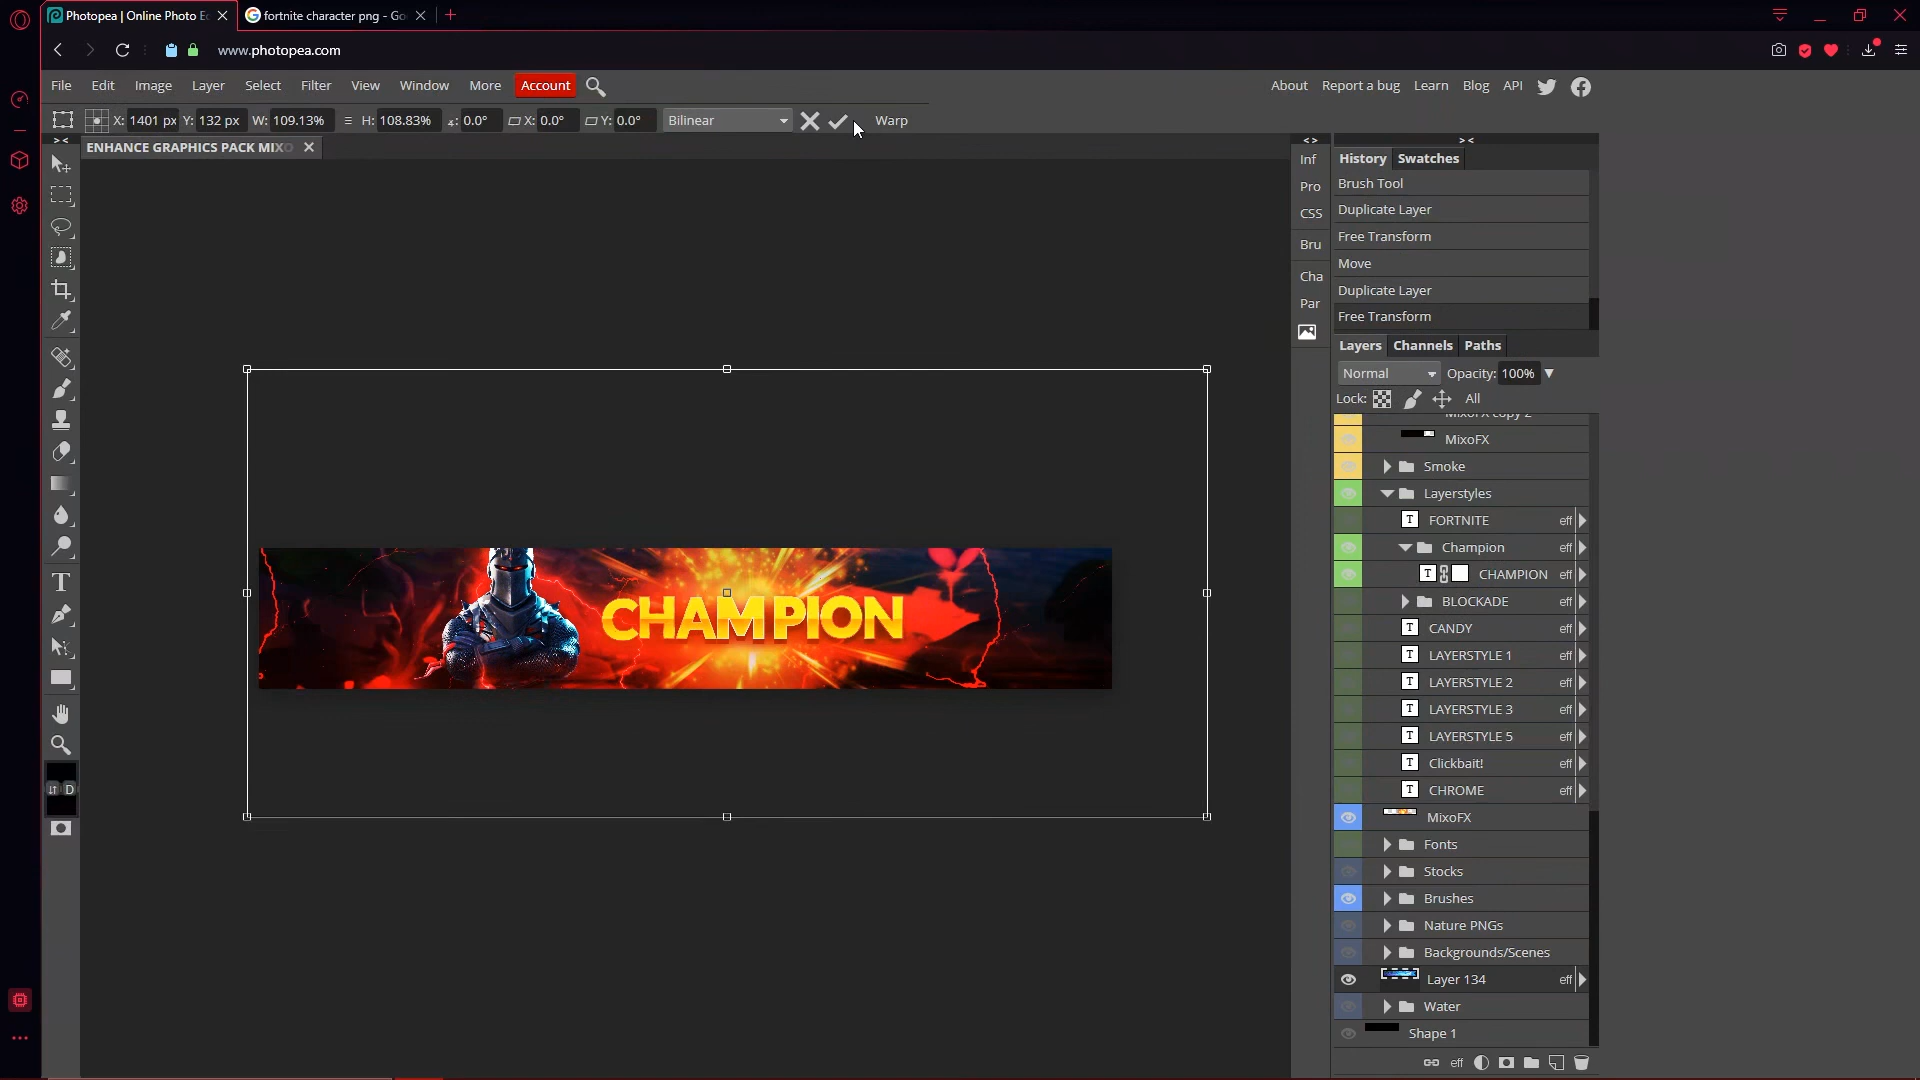 Photopea | Online Photo Ed
fortnite character png - Go
www.photopea.com
File Edit Image Layer Select Filter View Window More Account
About Report a bug Learn Blog API
X: 1401 px Y: 132 px W: 109.13% H: 108.83% 0.0° X: 0.0° Y: 0.0° Bilinear Warp
ENHANCE GRAPHICS PACK MIXO
Inf
Pro
CSS
Bru
Cha
Par
History Swatches
Brush Tool
Duplicate Layer
Free Transform
Move
Duplicate Layer
Free Transform
Layers Channels Paths
Normal Opacity: 100%
Lock: All
MixoFX copy 2
MixoFX
Smoke
Layerstyles
T FORTNITE eff
Champion eff
T CHAMPION eff
BLOCKADE eff
T CANDY eff
T LAYERSTYLE 1 eff
T LAYERSTYLE 2 eff
T LAYERSTYLE 3 eff
T LAYERSTYLE 5 eff
T Clickbait! eff
T CHROME eff
MixoFX
Fonts
Stocks
Brushes
Nature PNGs
Backgrounds/Scenes
Layer 134 eff
Water
Shape 1
eff
CHAMPION
T
D